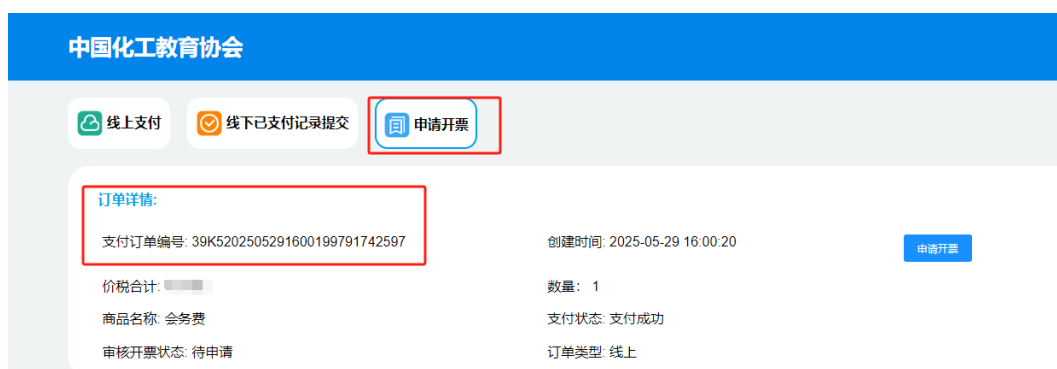 中国化工教育协会
线上支付 线下已支付记录提交 申请开票
订单详情:
支付订单编号: 39K5202505291600199791742597 创建时间: 2025-05-29 16:00:20 申请开票
价税合计: 数量: 1
商品名称: 会务费 支付状态: 支付成功
审核开票状态: 待申请 订单类型: 线上